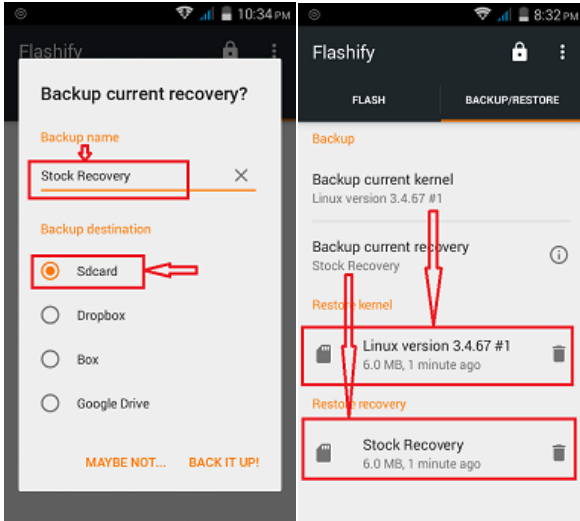 10:34 PM
Flashify
Backup current recovery?
Backup name
Stock Recovery
Backup destination
Sdcard
Dropbox
Box
Google Drive
MAYBE NOT...
BACK IT UP!
8:32 PM
Flashify
FLASH
BACKUP/RESTORE
Backup
Backup current kernel
Linux version 3.4.67 #1
Backup current recovery
Stock Recovery
Restore kernel
Linux version 3.4.67 #1
6.0 MB, 1 minute ago
Restore recovery
Stock Recovery
6.0 MB, 1 minute ago